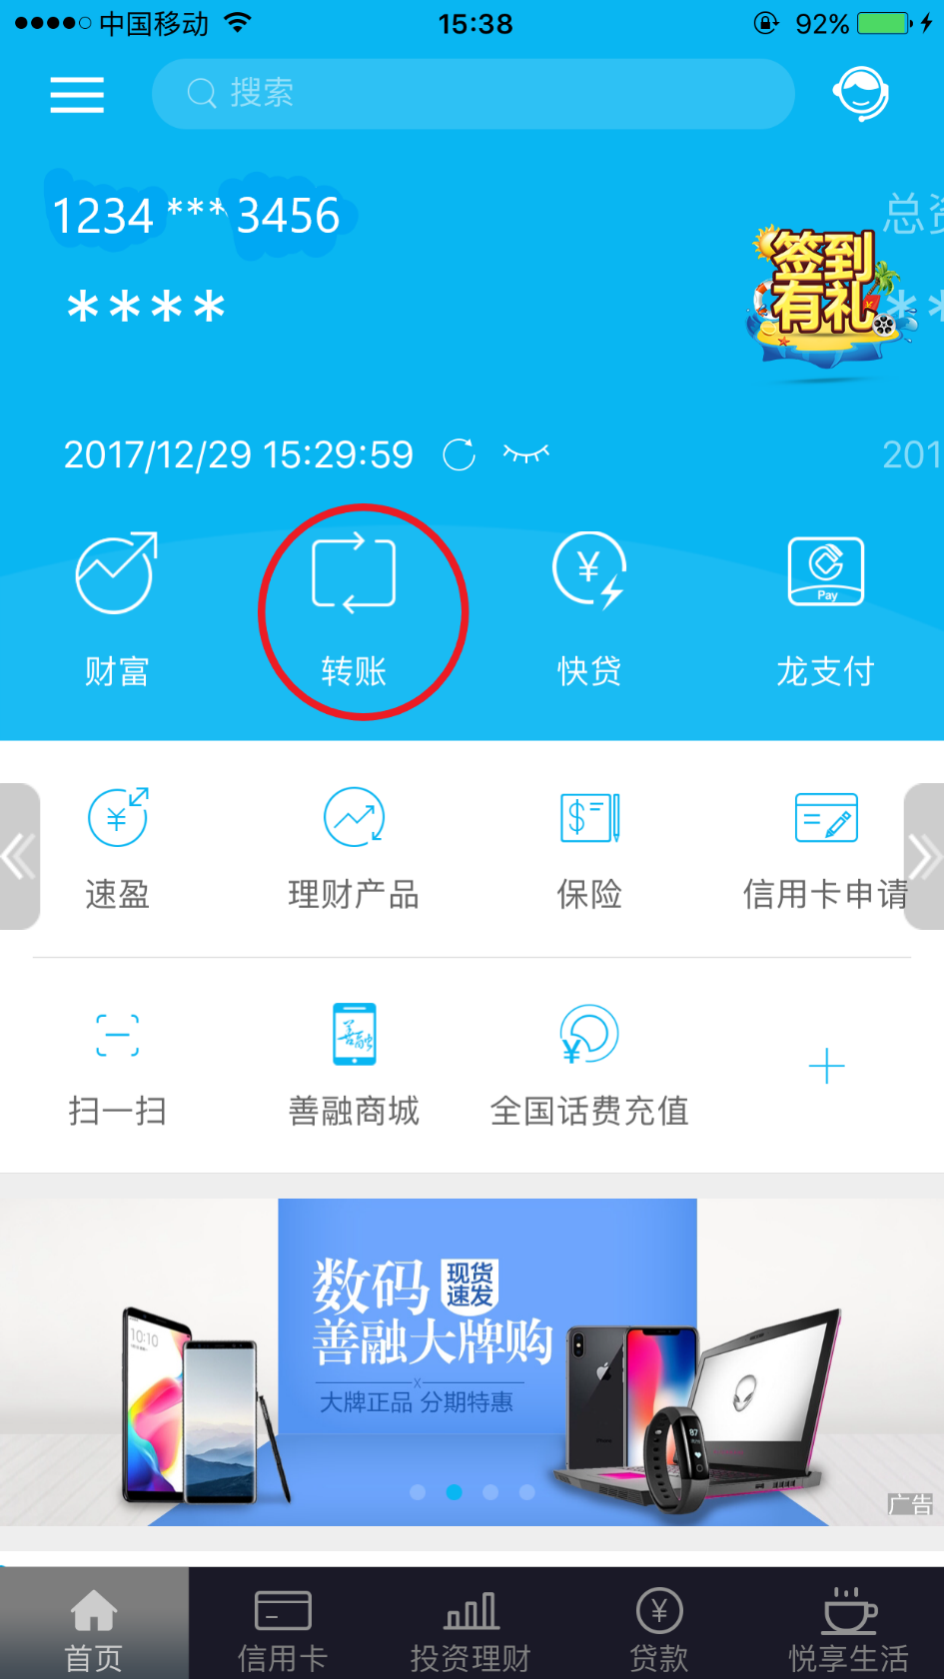 中国移动 15:38 92%
搜索
1234 *** 3456
总资
签到
有礼
****
**
2017/12/29 15:29:59
201
¥
Pay
财富 转账 快贷 龙支付
¥ $
速盈 理财产品 保险 信用卡申请
善融
¥
扫一扫 善融商城 全国话费充值
数码 现货速发
善融大牌购
大牌正品 分期特惠
10:10
87
iPhone
广告
¥
首页 信用卡 投资理财 贷款 悦享生活